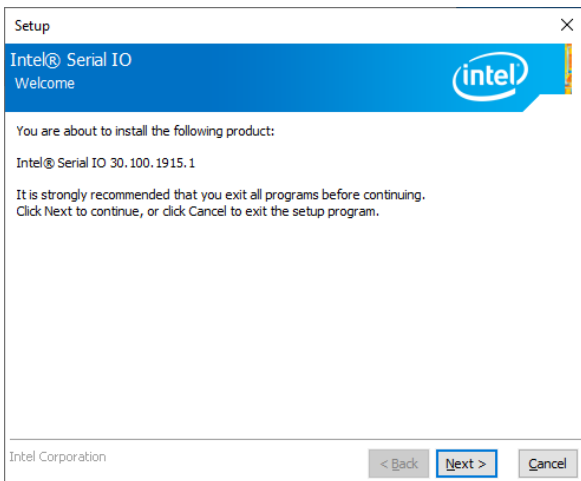 Setup
Intel® Serial IO
Welcome
intel
You are about to install the following product:
Intel® Serial IO 30.100.1915.1
It is strongly recommended that you exit all programs before continuing.
Click Next to continue, or click Cancel to exit the setup program.
Intel Corporation
< Back Next > Cancel